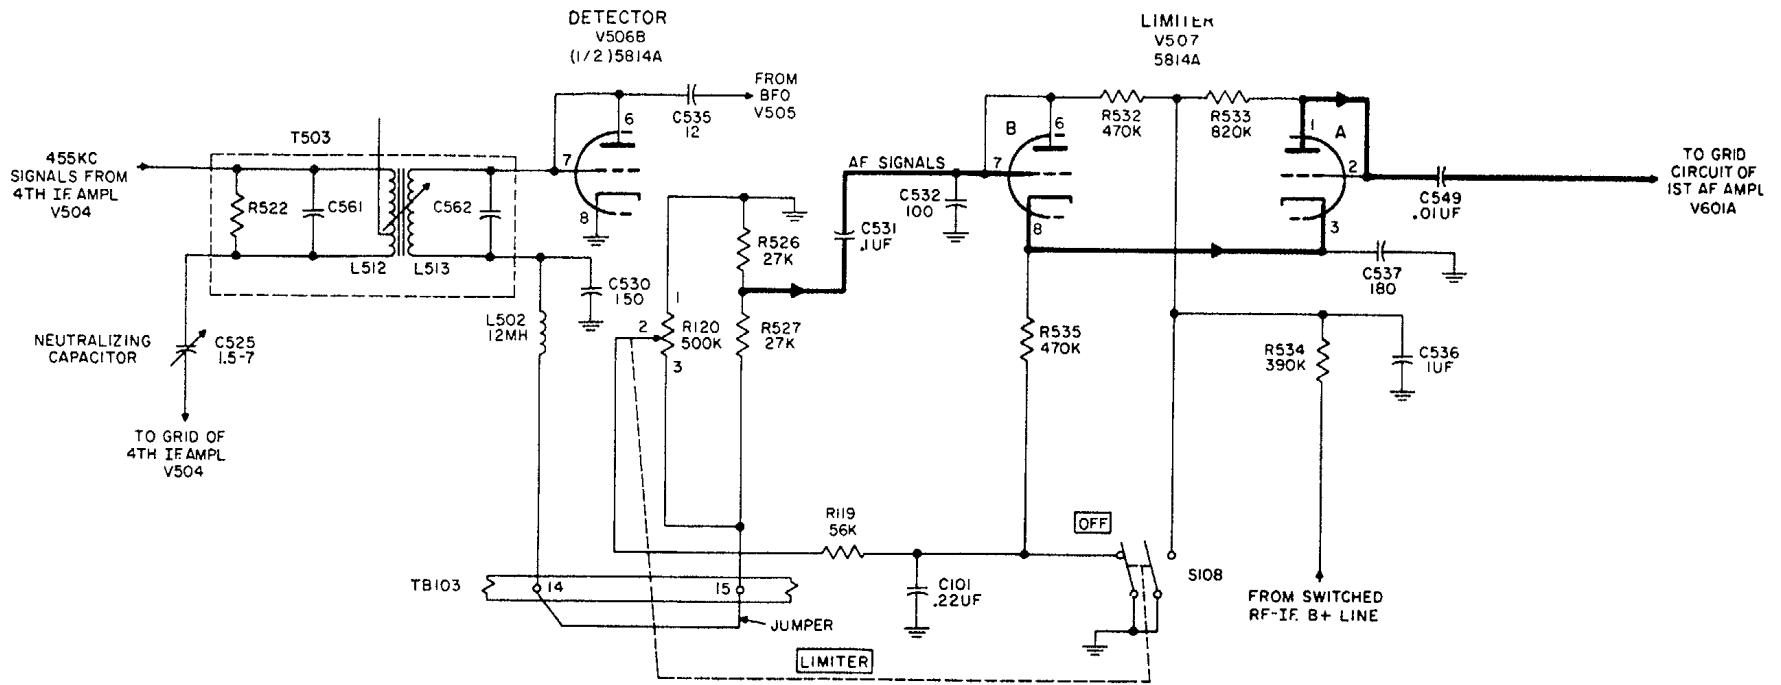 DETECTOR
V506B
(1/2) 5814A
LIMITER
V507
5814A
FROM
BFO
V505
C535
12
6
7
8
T503
455KC
SIGNALS FROM
4TH I.F. AMPL
V504
R522
C561
C562
L512
L513
C530
150
L502
12MH
NEUTRALIZING
CAPACITOR
C525
1.5-7
TO GRID OF
4TH I.F. AMPL
V504
R526
27K
1
2
3
R120
500K
R527
27K
AF SIGNALS
C531
.1UF
C532
100
B
6
7
8
R532
470K
R533
820K
1
A
2
3
C549
.01UF
TO GRID
CIRCUIT OF
1ST AF AMPL
V601A
C537
180
R535
470K
R534
390K
C536
1UF
R119
56K
OFF
S108
C101
.22UF
FROM SWITCHED
RF-I.F. B+ LINE
TB103
14
15
JUMPER
LIMITER